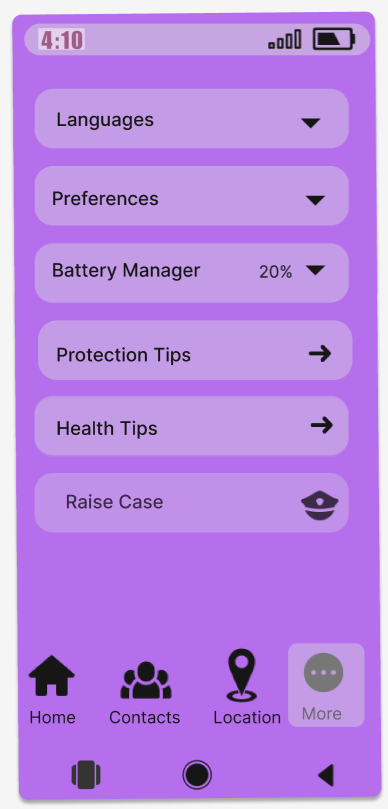 4:10
Languages
Preferences
Battery Manager 20%
Protection Tips
Health Tips
Raise Case
Home Contacts Location More